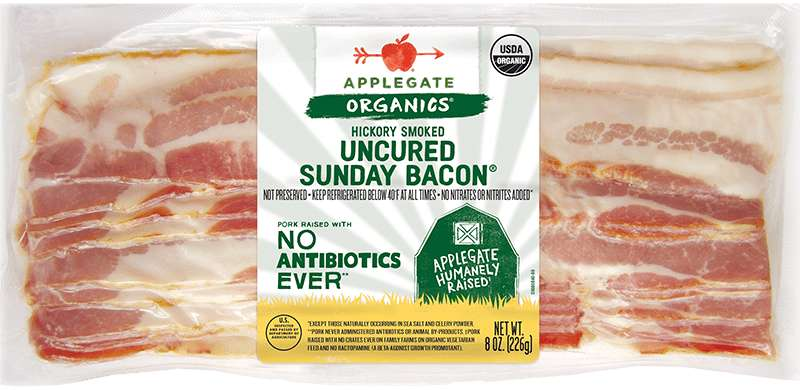 USDA
ORGANIC
APPLEGATE
ORGANICS®
HICKORY SMOKED
UNCURED
SUNDAY BACON®
NOT PRESERVED • KEEP REFRIGERATED BELOW 40°F AT ALL TIMES • NO NITRATES OR NITRITES ADDED*
PORK RAISED WITH
NO
ANTIBIOTICS
EVER**
APPLEGATE
HUMANELY
RAISED†
U.S.
INSPECTED
AND PASSED BY
DEPARTMENT OF
AGRICULTURE
*EXCEPT THOSE NATURALLY OCCURRING IN SEA SALT AND CELERY POWDER.
**PORK NEVER ADMINISTERED ANTIBIOTICS OR ANIMAL BY-PRODUCTS. ‡PORK
RAISED WITH NO CRATES EVER ON FAMILY FARMS ON ORGANIC VEGETARIAN
FEED AND NO RACTOPAMINE (A BETA-AGONIST GROWTH PROMOTANT).
NET WT.
8 OZ. (226g)